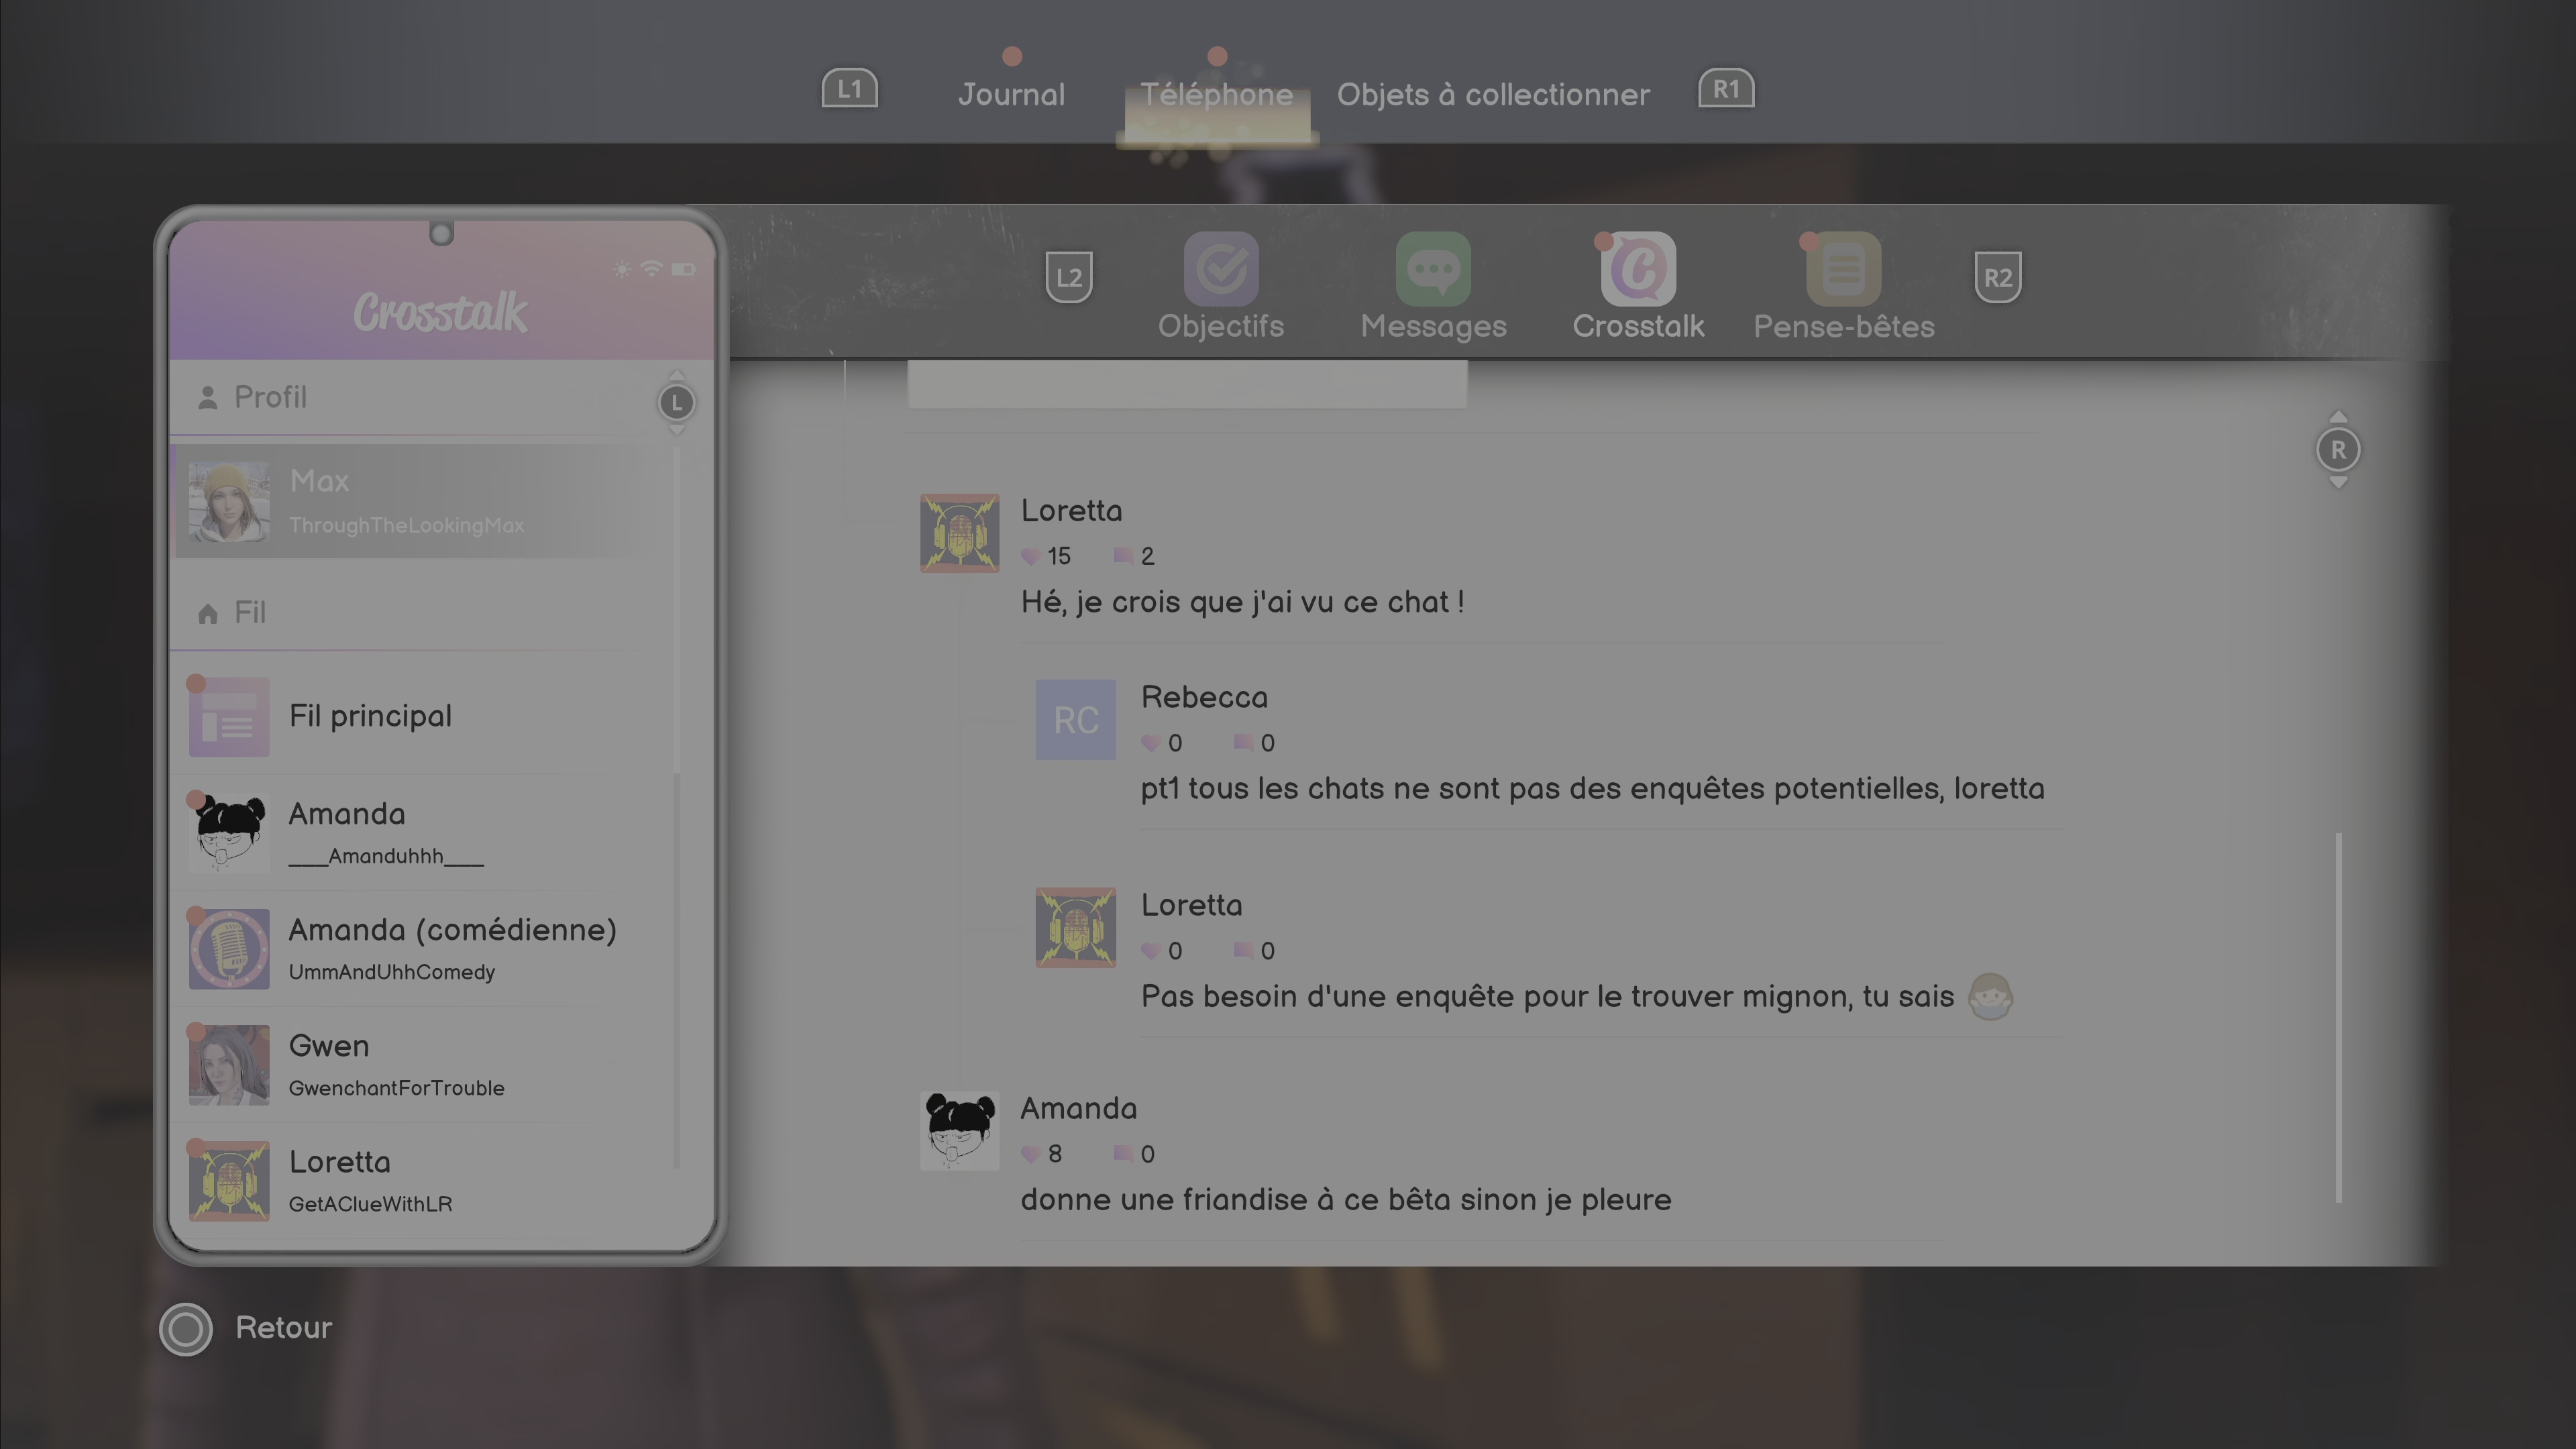 L1
Journal
Téléphone
Objets à collectionner
R1
Crosstalk
L2
Objectifs
Messages
Crosstalk
Pense-bêtes
R2
Profil
L
Max
ThroughTheLookingMax
Fil
Fil principal
Amanda
___Amanduhhh___
Amanda (comédienne)
UmmAndUhhComedy
Gwen
GwenchantForTrouble
Loretta
GetAClueWithLR
R
Loretta
15 2
Hé, je crois que j'ai vu ce chat !
RC
Rebecca
0 0
pt1 tous les chats ne sont pas des enquêtes potentielles, loretta
Loretta
0 0
Pas besoin d'une enquête pour le trouver mignon, tu sais
Amanda
8 0
donne une friandise à ce bêta sinon je pleure
Retour